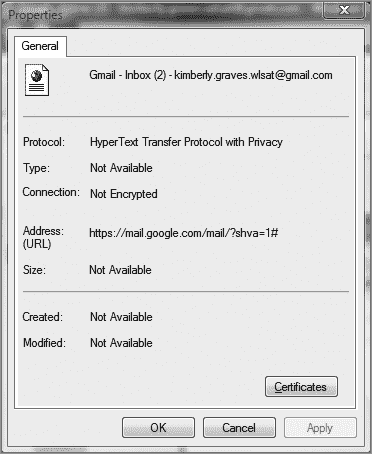 Properties
General
Gmail - Inbox (2) - kimberly.graves.wlsat@gmail.com
Protocol: HyperText Transfer Protocol with Privacy
Type: Not Available
Connection: Not Encrypted
Address: https://mail.google.com/mail/?shva=1#
(URL)
Size: Not Available
Created: Not Available
Modified: Not Available
Certificates
OK Cancel Apply